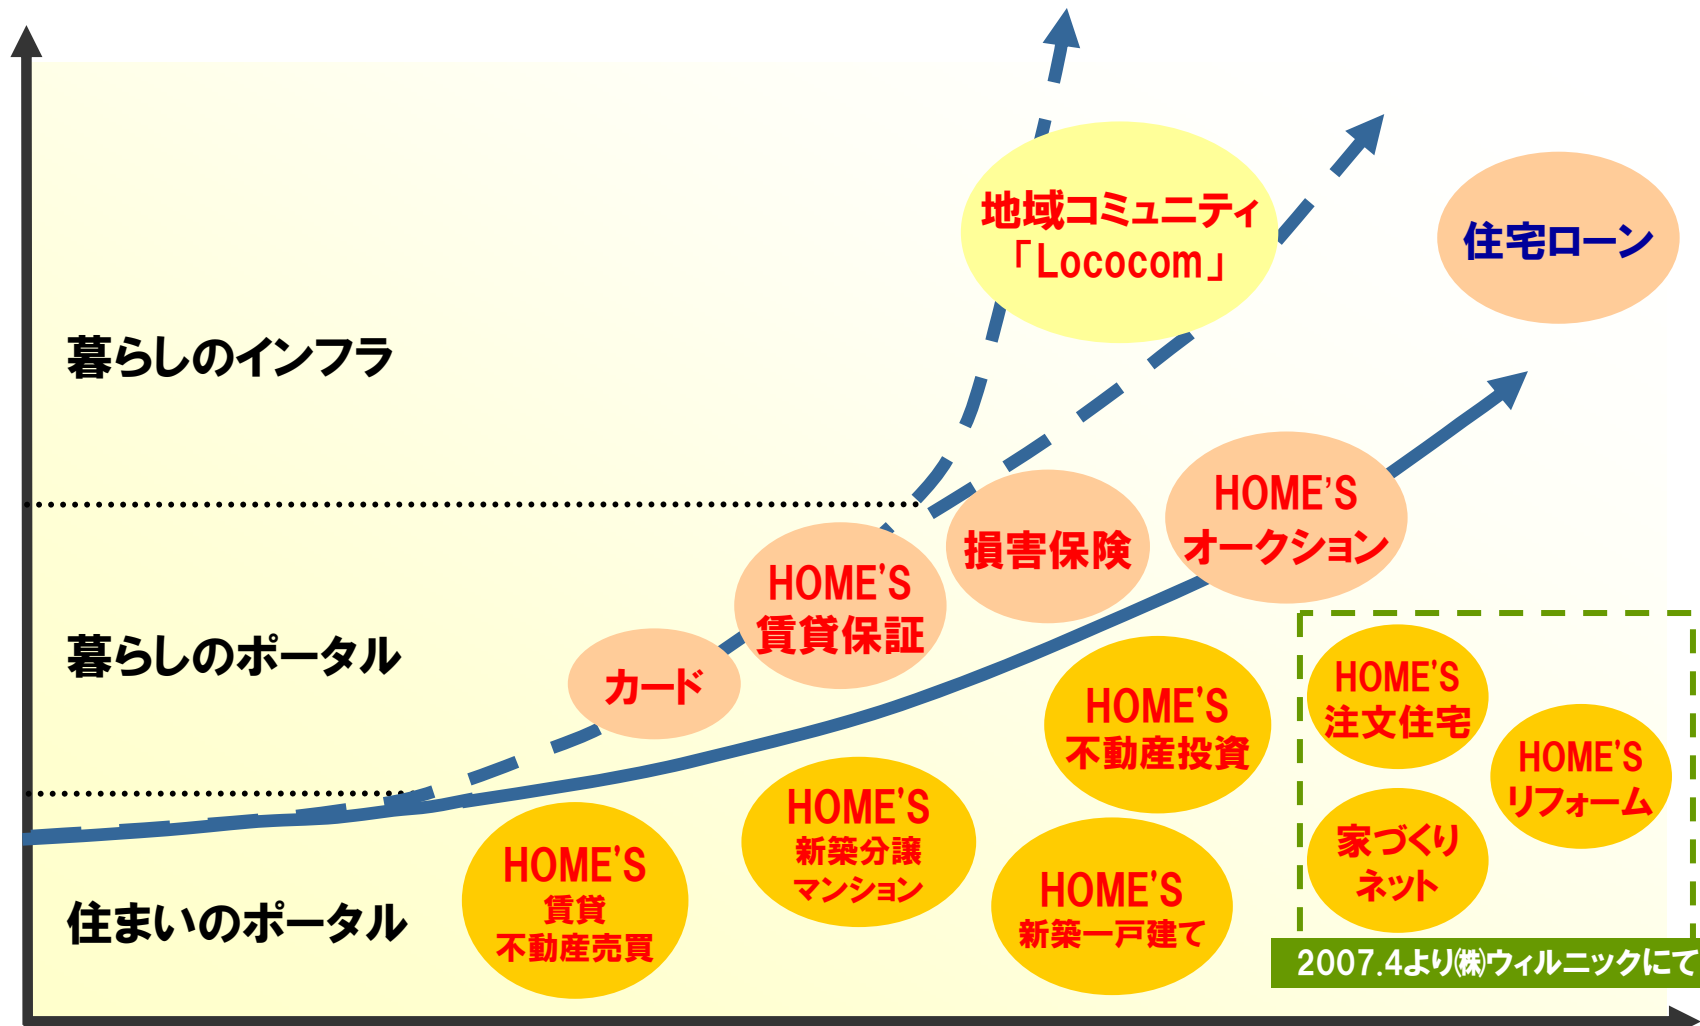 地域コミュニティ
「Lococom」
住宅ローン
暮らしのインフラ
HOME'S
オークション
損害保険
HOME'S
賃貸保証
カード
暮らしのポータル
HOME'S
不動産投資
HOME'S
注文住宅
HOME'S
リフォーム
家づくり
ネット
HOME'S
新築分譲
マンション
HOME'S
賃貸
不動産売買
HOME'S
新築一戸建て
住まいのポータル
2007.4より㈱ウィルニックにて